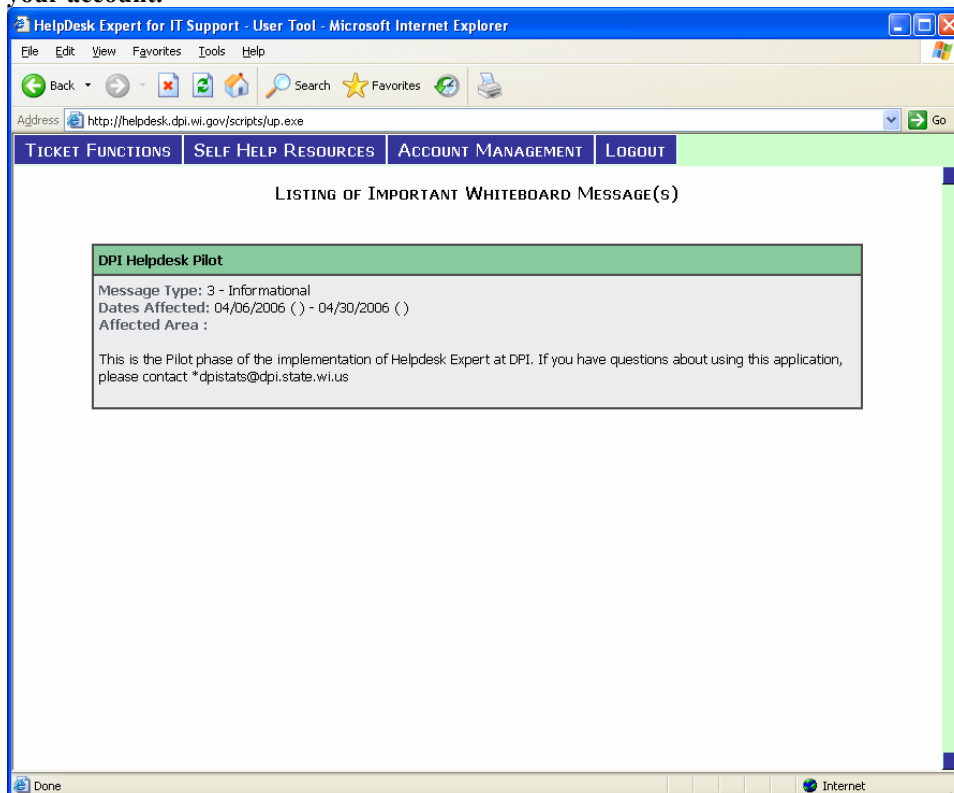 your account.
HelpDesk Expert for IT Support - User Tool - Microsoft Internet Explorer
File Edit View Favorites Tools Help
Back Search Favorites
Address http://helpdesk.dpi.wi.gov/scripts/up.exe Go
TICKET FUNCTIONS SELF HELP RESOURCES ACCOUNT MANAGEMENT LOGOUT
LISTING OF IMPORTANT WHITEBOARD MESSAGE(S)
DPI Helpdesk Pilot
Message Type: 3 - Informational
Dates Affected: 04/06/2006 ( ) - 04/30/2006 ( )
Affected Area :
This is the Pilot phase of the implementation of Helpdesk Expert at DPI. If you have questions about using this application,
please contact *dpistats@dpi.state.wi.us
Done Internet